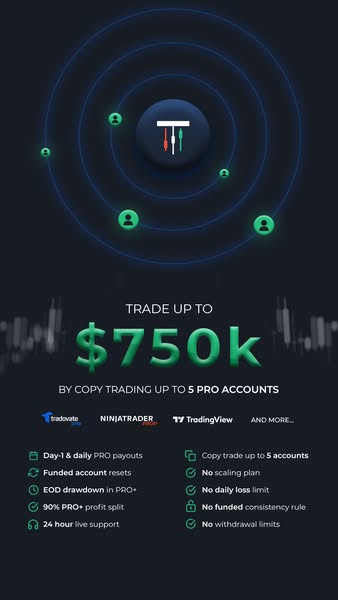 TRADE UP TO
$750k
BY COPY TRADING UP TO 5 PRO ACCOUNTS
tradovate
NINJATRADER
PROP
TradingView
AND MORE...
Day-1 & daily PRO payouts
Funded account resets
EOD drawdown in PRO+
90% PRO+ profit split
24 hour live support
Copy trade up to 5 accounts
No scaling plan
No daily loss limit
No funded consistency rule
No withdrawal limits